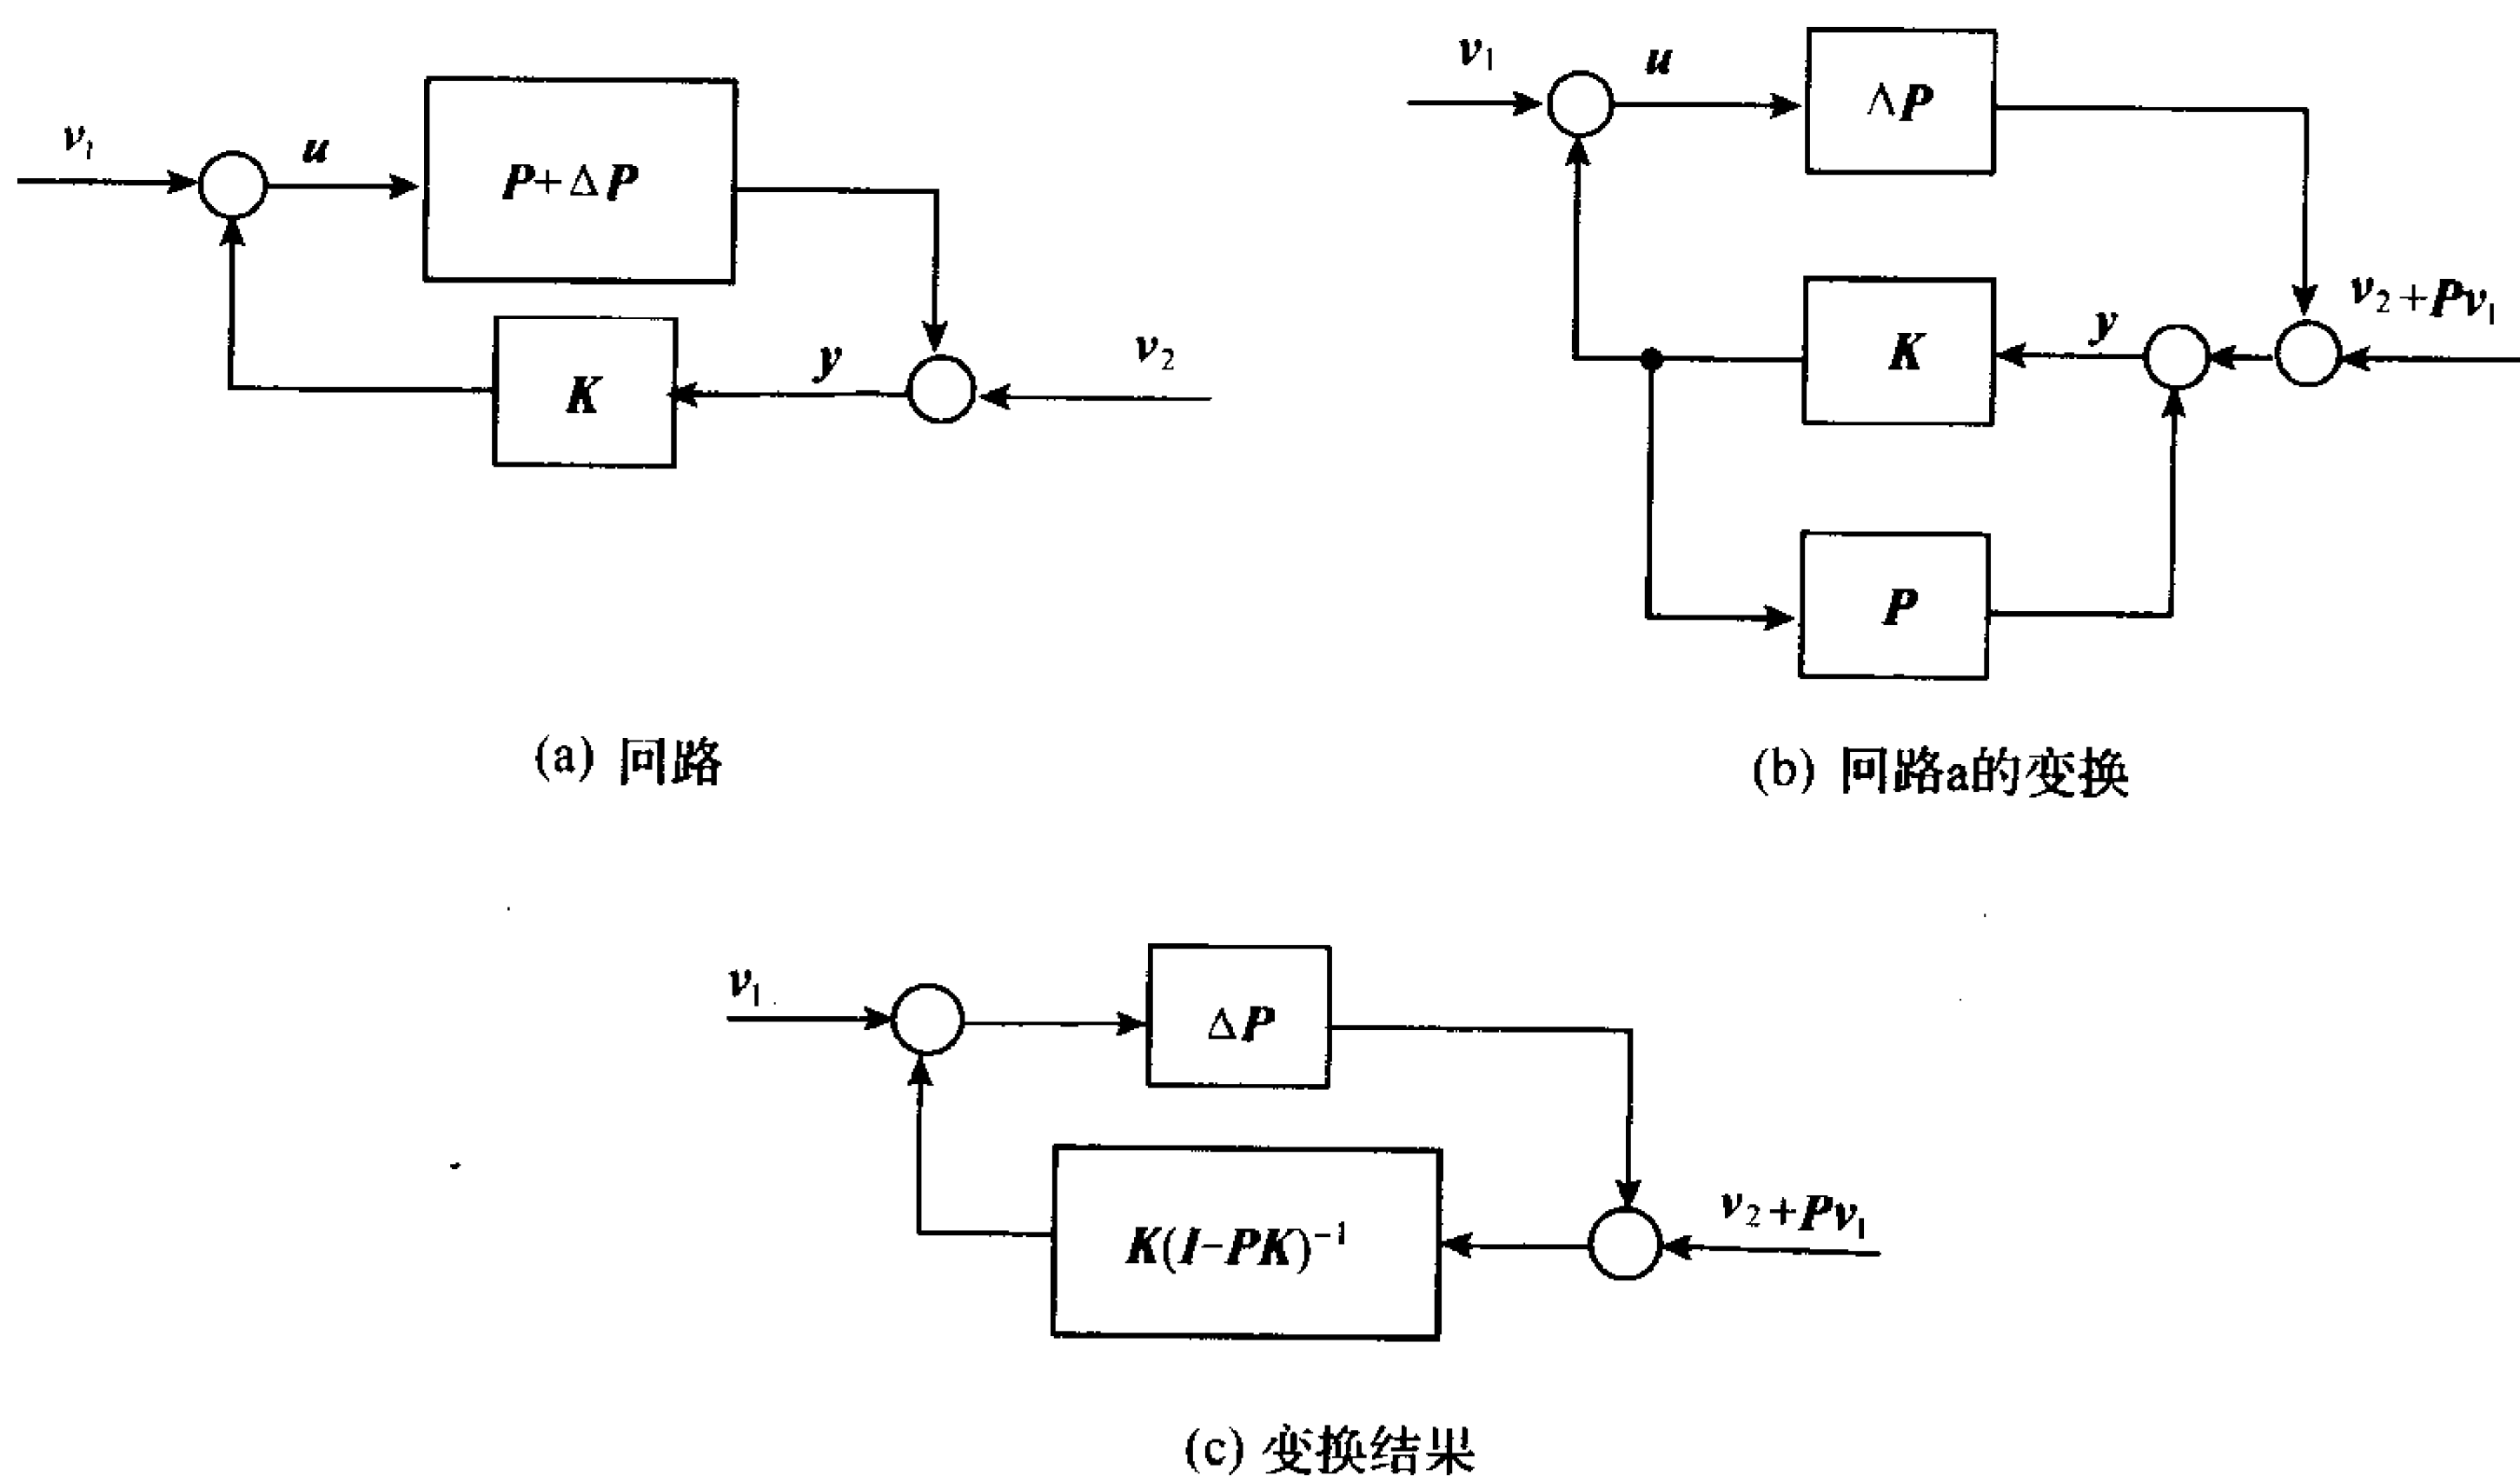 v₁
u
P+ΔP
K
y
v₂
(a) 回路
v₁
u
ΔP
v₂+Pv₁
K
y
P
(b) 回路a的变换
v₁
ΔP
K(I-PK)⁻¹
v₂+Pv₁
(c) 变换结果